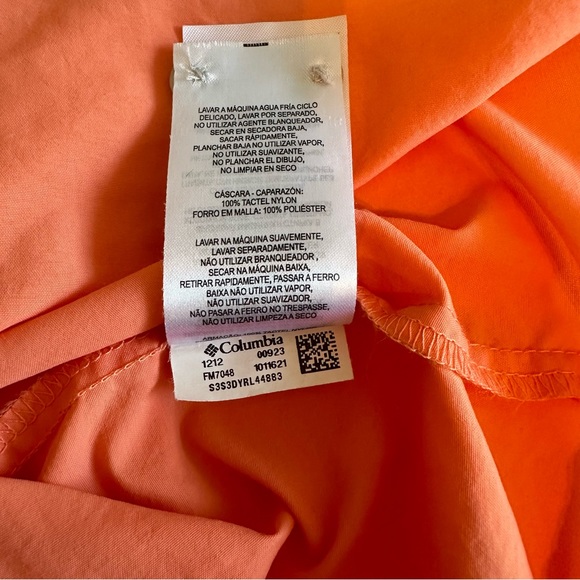 LAVAR A MÁQUINA AGUA FRÍA CICLO
DELICADO, LAVAR POR SEPARADO,
NO UTILIZAR AGENTE BLANQUEADOR,
SECAR EN SECADORA BAJA,
SACAR RÁPIDAMENTE,
PLANCHAR BAJA NO UTILIZAR VAPOR,
NO UTILIZAR SUAVIZANTE,
NO PLANCHAR EL DIBUJO,
NO LIMPIAR EN SECO
CÁSCARA - CAPARAZÓN:
100% TACTEL NYLON
FORRO EM MALLA: 100% POLIÉSTER
LAVAR NA MÁQUINA SUAVEMENTE,
LAVAR SEPARADAMENTE,
NÃO UTILIZAR BRANQUEADOR ,
SECAR NA MÁQUINA BAIXA,
RETIRAR RAPIDAMENTE, PASSAR A FERRO
BAIXA NÃO UTILIZAR VAPOR,
NÃO UTILIZAR SUAVIZADOR,
NÃO PASSAR A FERRO NO TRESPASSE,
NÃO UTILIZAR LIMPEZA A SECO
Columbia
1212 00923
FM7048 1011621
S3S3DYRL44883